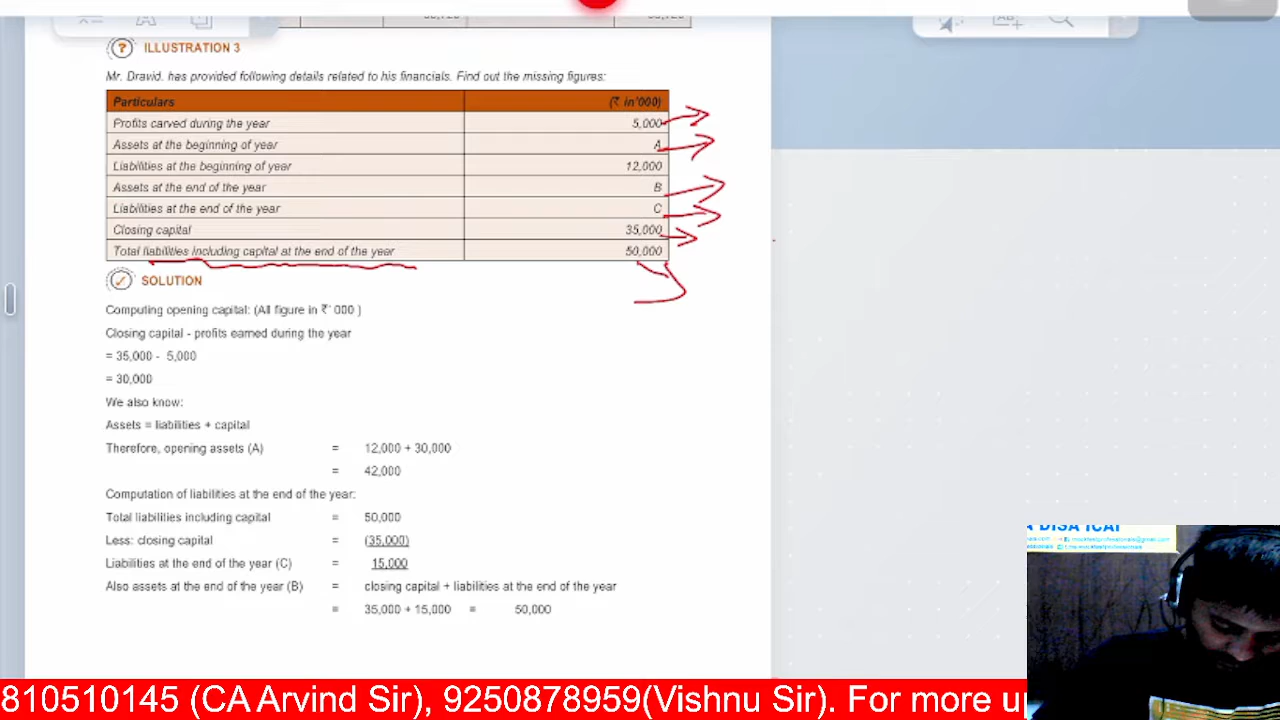 ILLUSTRATION 3
Mr. Dravid. has provided following details related to his financials. Find out the missing figures:
Particulars (₹ in'000)
Profits carved during the year 5,000
Assets at the beginning of year A
Liabilities at the beginning of year 12,000
Assets at the end of the year B
Liabilities at the end of the year C
Closing capital 35,000
Total liabilities including capital at the end of the year 50,000
SOLUTION
Computing opening capital: (All figure in ₹' 000 )
Closing capital - profits earned during the year
= 35,000 - 5,000
= 30,000
We also know:
Assets = liabilities + capital
Therefore, opening assets (A) = 12,000 + 30,000
= 42,000
Computation of liabilities at the end of the year:
Total liabilities including capital = 50,000
Less: closing capital = (35,000)
Liabilities at the end of the year (C) = 15,000
Also assets at the end of the year (B) = closing capital + liabilities at the end of the year
= 35,000 + 15,000 = 50,000
A DISA ICAI
810510145 (CA Arvind Sir), 9250878959(Vishnu Sir). For more u